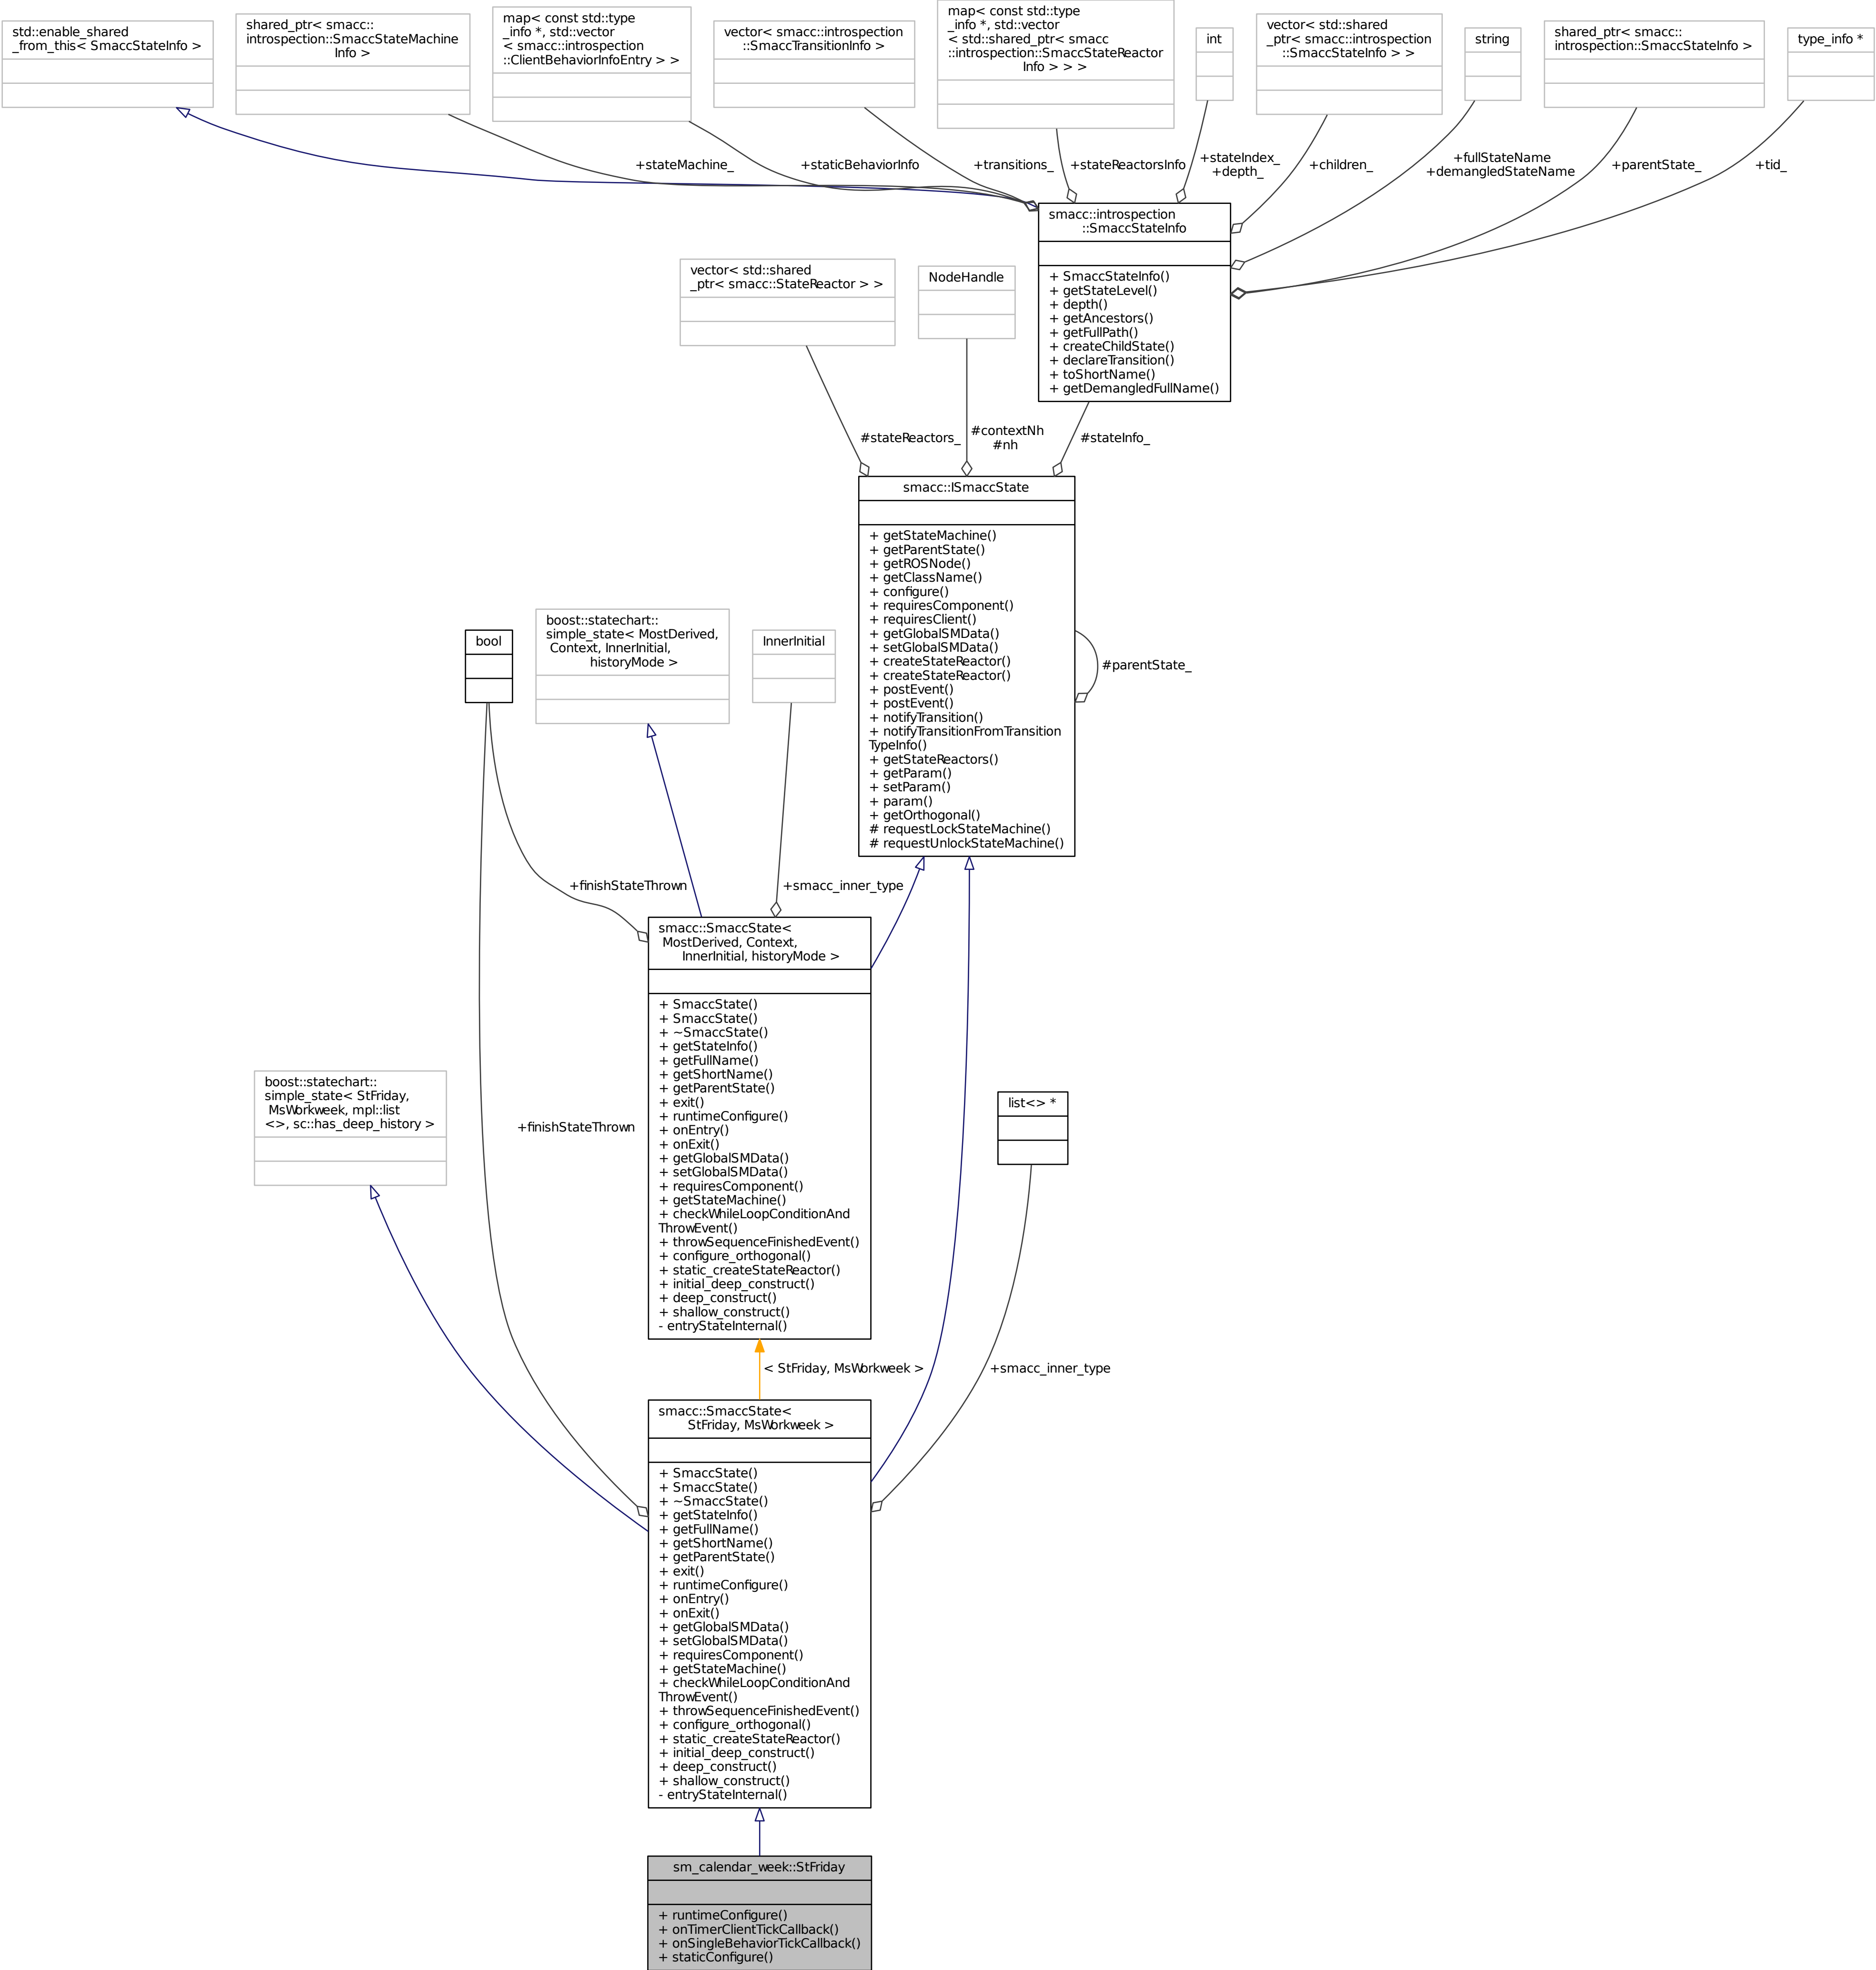 std::enable_shared
_from_this< SmaccStateInfo >
shared_ptr< smacc::
introspection::SmaccStateMachine
Info >
map< const std::type
_info *, std::vector
< smacc::introspection
::ClientBehaviorInfoEntry > >
vector< smacc::introspection
::SmaccTransitionInfo >
map< const std::type
_info *, std::vector
< std::shared_ptr< smacc
::introspection::SmaccStateReactor
Info > > >
int
vector< std::shared
_ptr< smacc::introspection
::SmaccStateInfo > >
string
shared_ptr< smacc::
introspection::SmaccStateInfo >
type_info *
+stateMachine_
+staticBehaviorInfo
+transitions_
+stateReactorsInfo
+stateIndex_
+depth_
+children_
+fullStateName
+demangledStateName
+parentState_
+tid_
smacc::introspection
::SmaccStateInfo
+ SmaccStateInfo()
+ getStateLevel()
+ depth()
+ getAncestors()
+ getFullPath()
+ createChildState()
+ declareTransition()
+ toShortName()
+ getDemangledFullName()
vector< std::shared
_ptr< smacc::StateReactor > >
NodeHandle
#stateReactors_
#contextNh
#nh
#stateInfo_
smacc::ISmaccState
+ getStateMachine()
+ getParentState()
+ getROSNode()
+ getClassName()
+ configure()
+ requiresComponent()
+ requiresClient()
+ getGlobalSMData()
+ setGlobalSMData()
+ createStateReactor()
+ createStateReactor()
+ postEvent()
+ postEvent()
+ notifyTransition()
+ notifyTransitionFromTransition
TypeInfo()
+ getStateReactors()
+ getParam()
+ setParam()
+ param()
+ getOrthogonal()
# requestLockStateMachine()
# requestUnlockStateMachine()
#parentState_
bool
boost::statechart::
simple_state< MostDerived,
Context, InnerInitial,
historyMode >
InnerInitial
+finishStateThrown
+smacc_inner_type
smacc::SmaccState<
MostDerived, Context,
InnerInitial, historyMode >
+ SmaccState()
+ SmaccState()
+ ~SmaccState()
+ getStateInfo()
+ getFullName()
+ getShortName()
+ getParentState()
+ exit()
+ runtimeConfigure()
+ onEntry()
+ onExit()
+ getGlobalSMData()
+ setGlobalSMData()
+ requiresComponent()
+ getStateMachine()
+ checkWhileLoopConditionAnd
ThrowEvent()
+ throwSequenceFinishedEvent()
+ configure_orthogonal()
+ static_createStateReactor()
+ initial_deep_construct()
+ deep_construct()
+ shallow_construct()
- entryStateInternal()
boost::statechart::
simple_state< StFriday,
MsWorkweek, mpl::list
<>, sc::has_deep_history >
+finishStateThrown
list<> *
< StFriday, MsWorkweek >
+smacc_inner_type
smacc::SmaccState<
StFriday, MsWorkweek >
+ SmaccState()
+ SmaccState()
+ ~SmaccState()
+ getStateInfo()
+ getFullName()
+ getShortName()
+ getParentState()
+ exit()
+ runtimeConfigure()
+ onEntry()
+ onExit()
+ getGlobalSMData()
+ setGlobalSMData()
+ requiresComponent()
+ getStateMachine()
+ checkWhileLoopConditionAnd
ThrowEvent()
+ throwSequenceFinishedEvent()
+ configure_orthogonal()
+ static_createStateReactor()
+ initial_deep_construct()
+ deep_construct()
+ shallow_construct()
- entryStateInternal()
sm_calendar_week::StFriday
+ runtimeConfigure()
+ onTimerClientTickCallback()
+ onSingleBehaviorTickCallback()
+ staticConfigure()